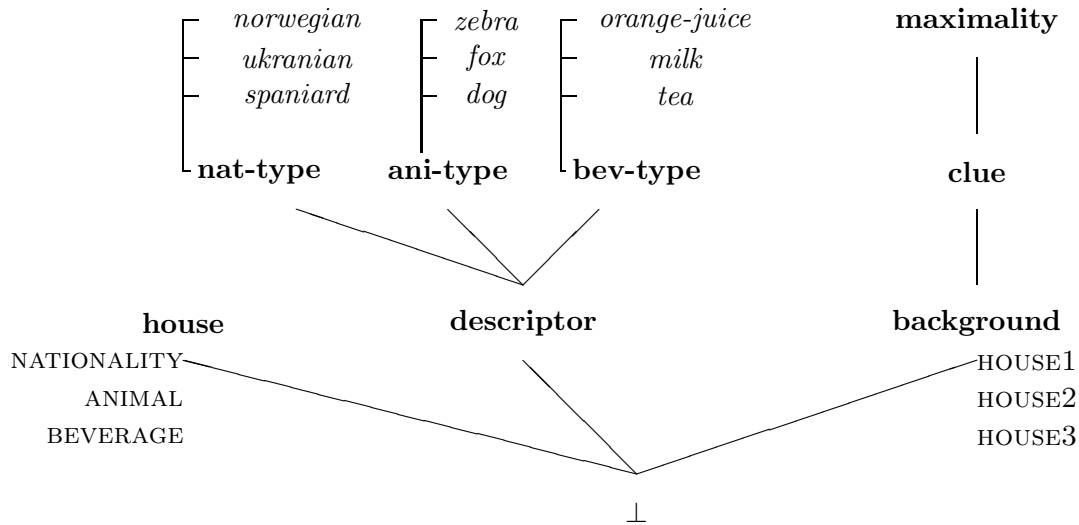 norwegian zebra orange-juice maximality
ukranian fox milk
spaniard dog tea
nat-type ani-type bev-type clue
house descriptor background
NATIONALITY HOUSE1
ANIMAL HOUSE2
BEVERAGE HOUSE3
⊥